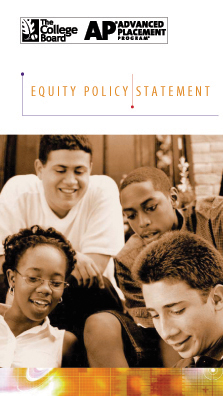 The
College
Board
AP® ADVANCED
PLACEMENT
PROGRAM®
EQUITY POLICY STATEMENT